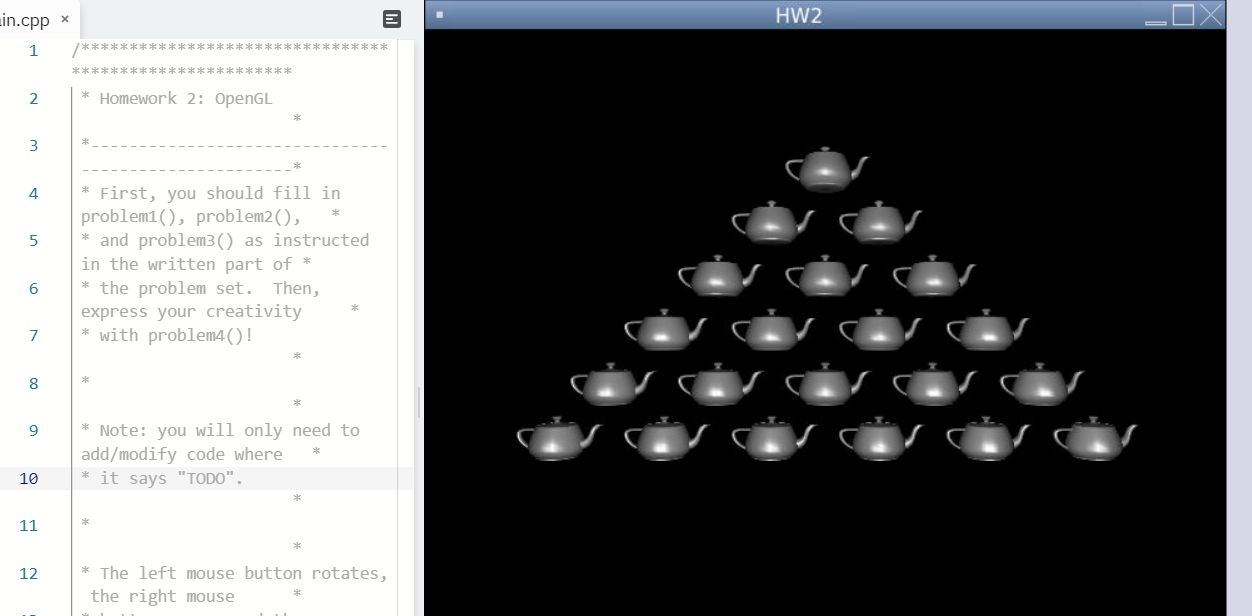 in.cpp ×
HW2
1 /********************************
***********************
2 * Homework 2: OpenGL
*
3 *-------------------------------
----------------------*
4 * First, you should fill in
problem1(), problem2(),   *
5 * and problem3() as instructed
in the written part of *
6 * the problem set.  Then,
express your creativity     *
7 * with problem4()!
*
8 *
*
9 * Note: you will only need to
add/modify code where   *
10 * it says "TODO".
*
11 *
*
12 * The left mouse button rotates,
the right mouse      *